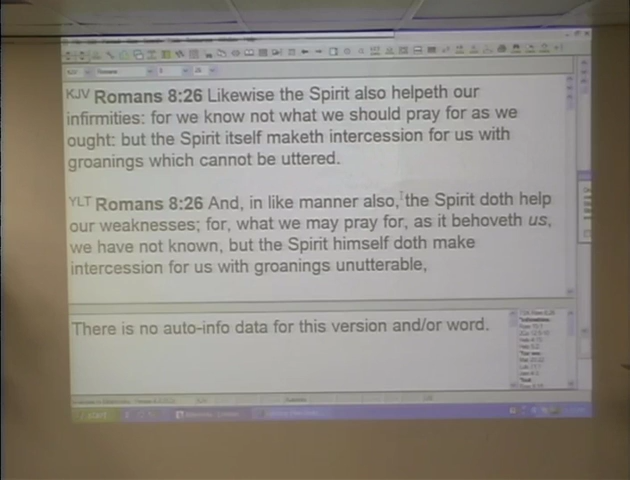 KJV Romans 8:26 Likewise the Spirit also helpeth our
infirmities: for we know not what we should pray for as we
ought: but the Spirit itself maketh intercession for us with
groanings which cannot be uttered.
YLT Romans 8:26 And, in like manner also, the Spirit doth help
our weaknesses; for, what we may pray for, as it behoveth us,
we have not known, but the Spirit himself doth make
intercession for us with groanings unutterable,
There is no auto-info data for this version and/or word.